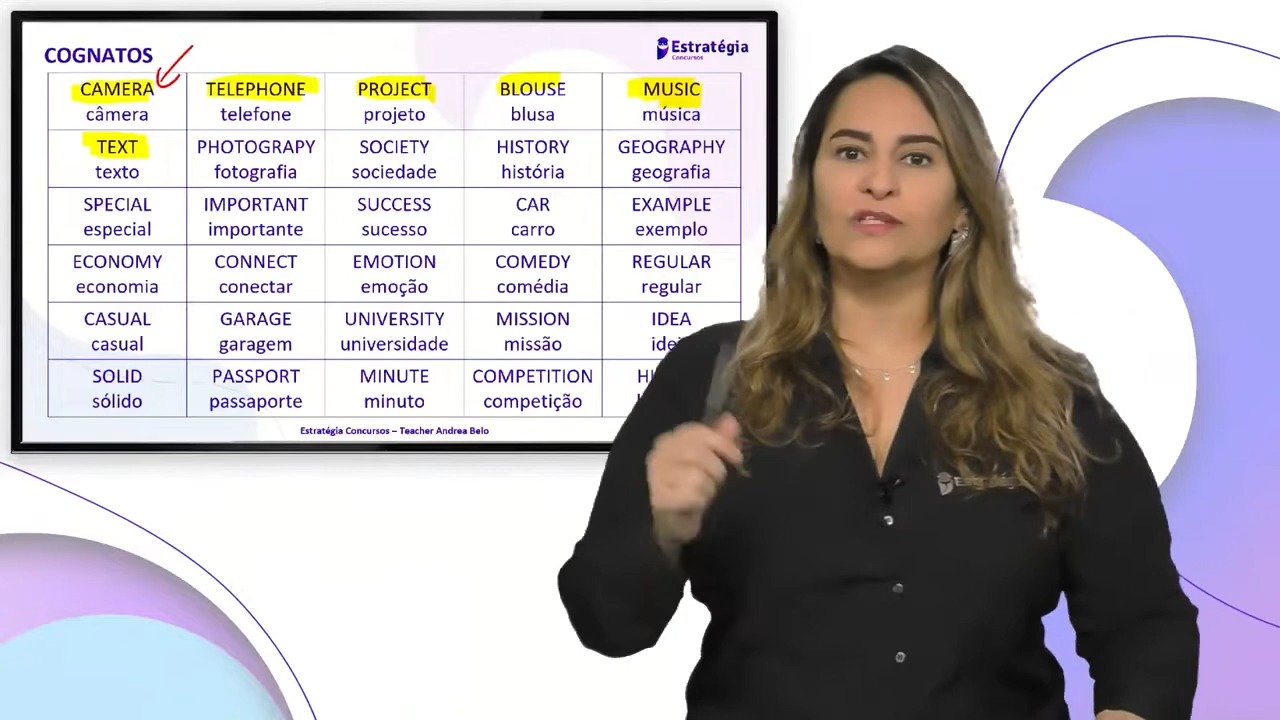 COGNATOS
Estratégia
Concursos
CAMERA TELEPHONE PROJECT BLOUSE MUSIC
câmera telefone projeto blusa música
TEXT PHOTOGRAPY SOCIETY HISTORY GEOGRAPHY
texto fotografia sociedade história geografia
SPECIAL IMPORTANT SUCCESS CAR EXAMPLE
especial importante sucesso carro exemplo
ECONOMY CONNECT EMOTION COMEDY REGULAR
economia conectar emoção comédia regular
CASUAL GARAGE UNIVERSITY MISSION IDEA
casual garagem universidade missão
SOLID PASSPORT MINUTE COMPETITION
sólido passaporte minuto competição
Estratégia Concursos – Teacher Andrea Belo